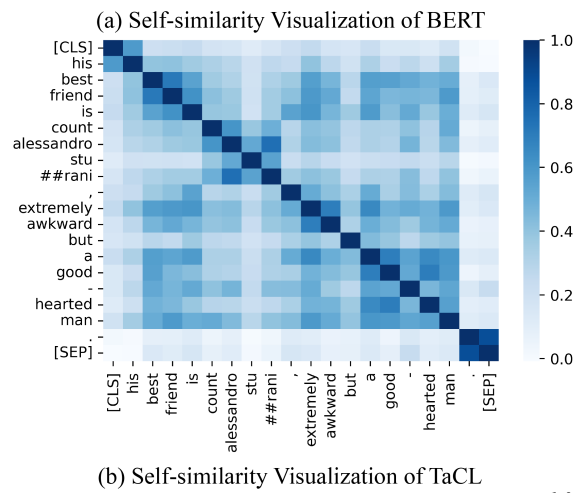 (a) Self-similarity Visualization of BERT
[CLS]
his
best
friend
is
count
alessandro
stu
##rani
,
extremely
awkward
but
a
good
-
hearted
man
.
[SEP]
1.0
0.8
0.6
0.4
0.2
0.0
[CLS]
his
best
friend
is
count
alessandro
stu
##rani
,
extremely
awkward
but
a
good
-
hearted
man
.
[SEP]
(b) Self-similarity Visualization of TaCL